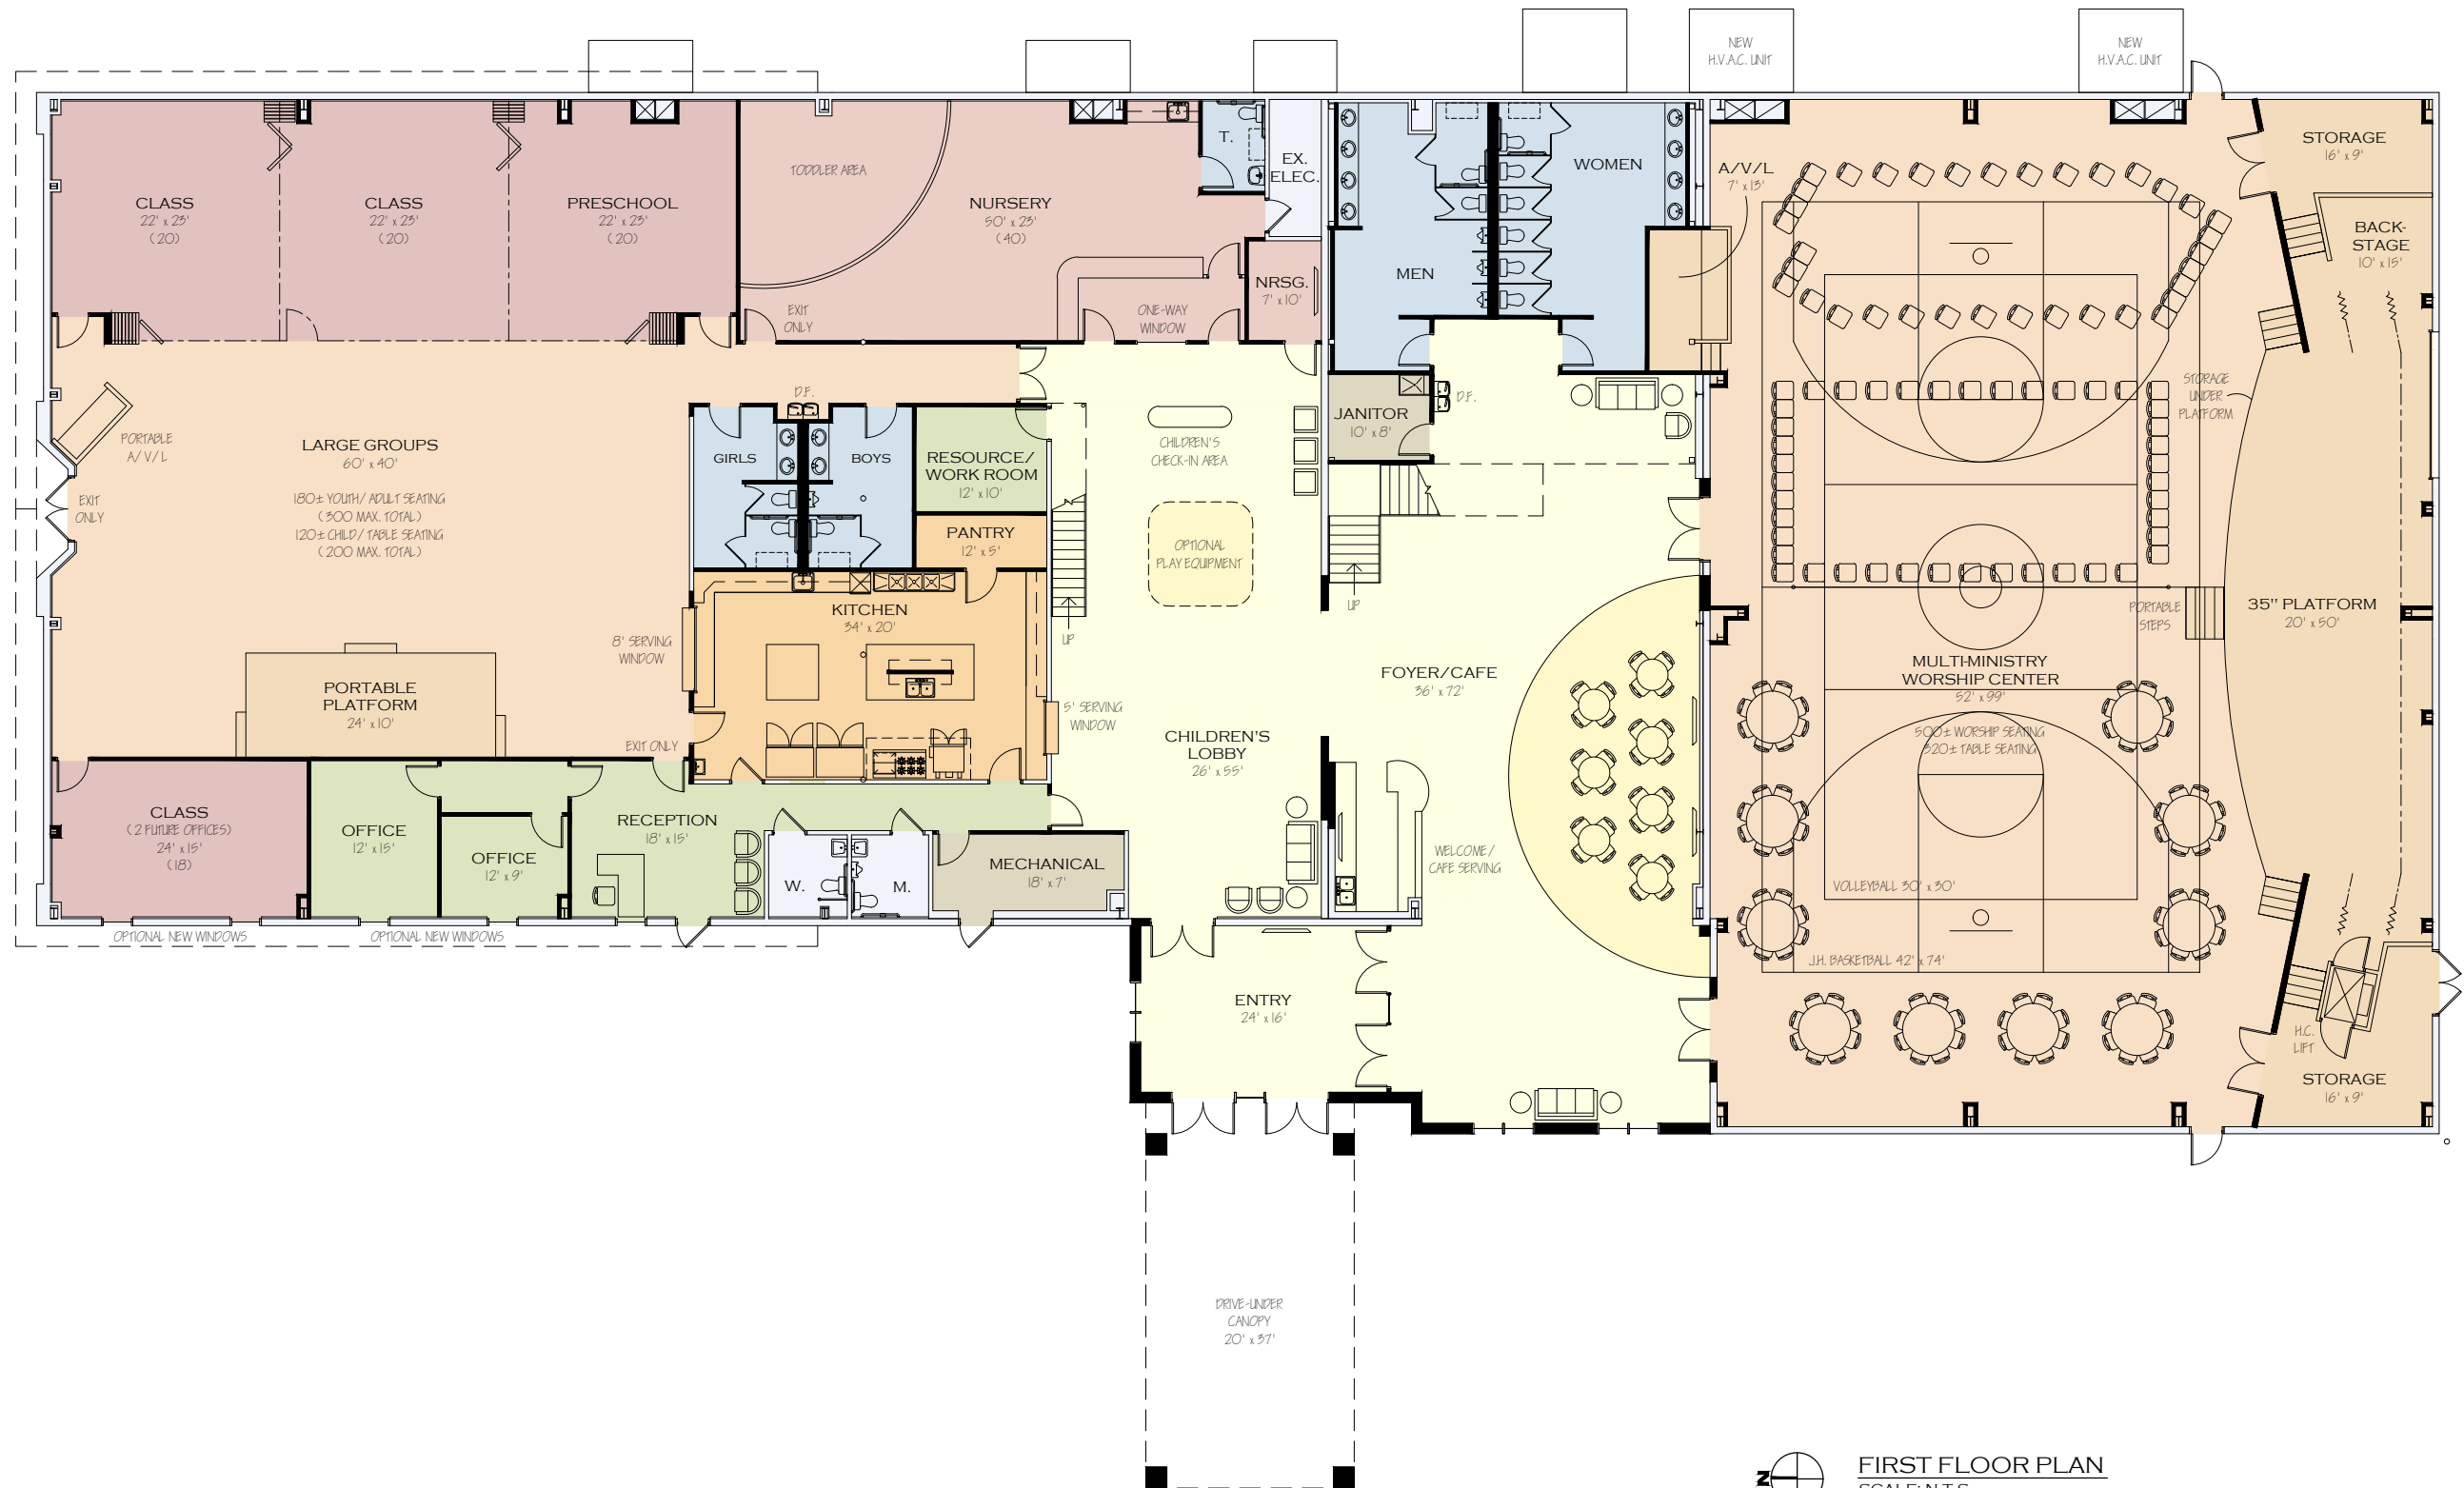 NEW
H.V.A.C. UNIT
NEW
H.V.A.C. UNIT
CLASS
22' x 23'
(20)
CLASS
22' x 23'
(20)
PRESCHOOL
22' x 23'
(20)
TODDLER AREA
NURSERY
50' x 23'
(40)
EXIT
ONLY
ONE-WAY
WINDOW
T.
EX.
ELEC.
NRSG.
7' x 10'
MEN
WOMEN
A/V/L
7' x 13'
STORAGE
16' x 9'
BACK-
STAGE
10' x 15'
PORTABLE
A/V/L
EXIT
ONLY
LARGE GROUPS
60' x 40'
180± YOUTH/ADULT SEATING
(300 MAX. TOTAL)
120± CHILD/TABLE SEATING
(200 MAX. TOTAL)
D.F.
GIRLS
BOYS
RESOURCE/
WORK ROOM
12' x 10'
PANTRY
12' x 5'
CHILDREN'S
CHECK-IN AREA
OPTIONAL
PLAY EQUIPMENT
JANITOR
10' x 8'
D.F.
STORAGE
UNDER
PLATFORM
KITCHEN
34' x 20'
8' SERVING
WINDOW
UP
UP
5' SERVING
WINDOW
PORTABLE
PLATFORM
24' x 10'
EXIT ONLY
CHILDREN'S
LOBBY
26' x 55'
FOYER/CAFE
36' x 72'
PORTABLE
STEPS
35" PLATFORM
20' x 50'
MULTI-MINISTRY
WORSHIP CENTER
52' x 99'
500± WORSHIP SEATING
320± TABLE SEATING
CLASS
(2 FUTURE OFFICES)
24' x 15'
(18)
OFFICE
12' x 15'
OFFICE
12' x 9'
RECEPTION
18' x 15'
W.
M.
MECHANICAL
18' x 7'
WELCOME/
CAFE SERVING
VOLLEYBALL 30' x 30'
OPTIONAL NEW WINDOWS
OPTIONAL NEW WINDOWS
J.H. BASKETBALL 42' x 74'
ENTRY
24' x 16'
H.C.
LIFT
STORAGE
16' x 9'
DRIVE-UNDER
CANOPY
20' x 37'
N
FIRST FLOOR PLAN
SCALE: N.T.S.